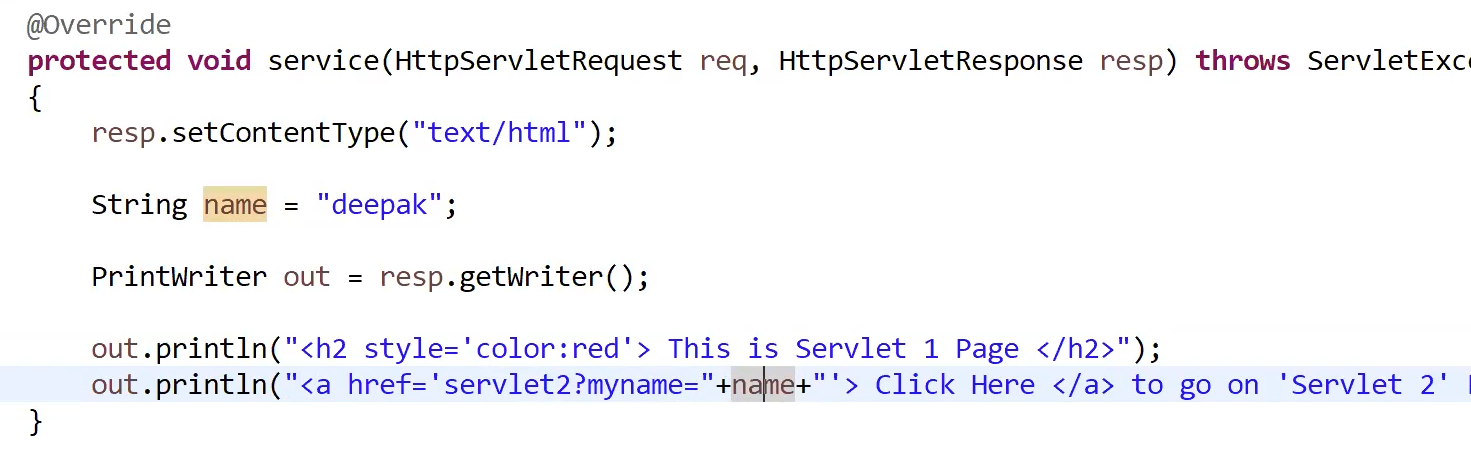 @Override
protected void service(HttpServletRequest req, HttpServletResponse resp) throws ServletExc
{
resp.setContentType("text/html");
String name = "deepak";
PrintWriter out = resp.getWriter();
out.println("<h2 style='color:red'> This is Servlet 1 Page </h2>");
out.println("<a href='servlet2?myname="+name+"'> Click Here </a> to go on 'Servlet 2'
}